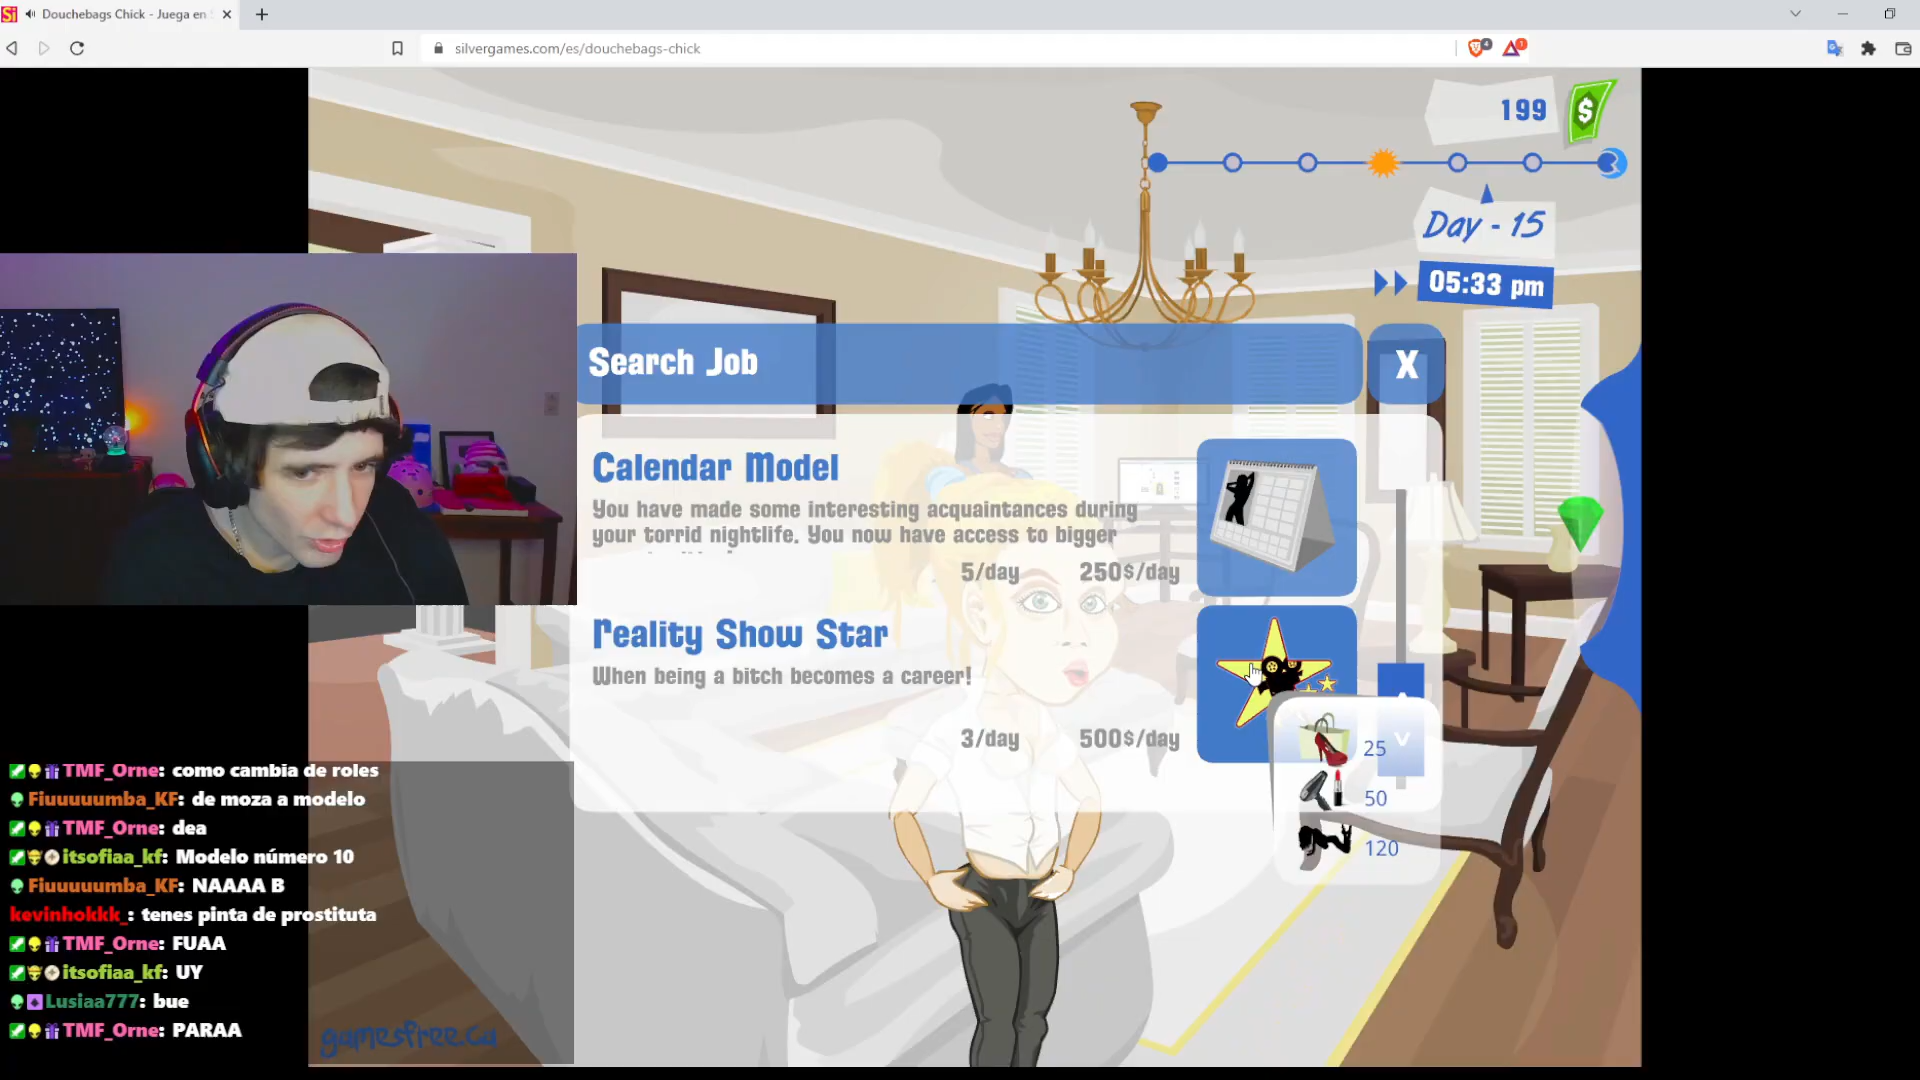 Douchebags Chick - Juega en
silvergames.com/es/douchebags-chick
4
1
199
Day - 15
05:33 pm
Search Job
X
Calendar Model
You have made some interesting acquaintances during
your torrid nightlife. You now have access to bigger
5/day 250$/day
Reality Show Star
When being a bitch becomes a career!
3/day 500$/day
25
50
120
TMF_Orne: como cambia de roles
Fiuuuuumba_KF: de moza a modelo
TMF_Orne: dea
itsofiaa_kf: Modelo número 10
Fiuuuuumba_KF: NAAAA B
kevinhokkk_: tenes pinta de prostituta
TMF_Orne: FUAA
itsofiaa_kf: UY
Lusiaa777: bue
TMF_Orne: PARAA
gamesfree.ca